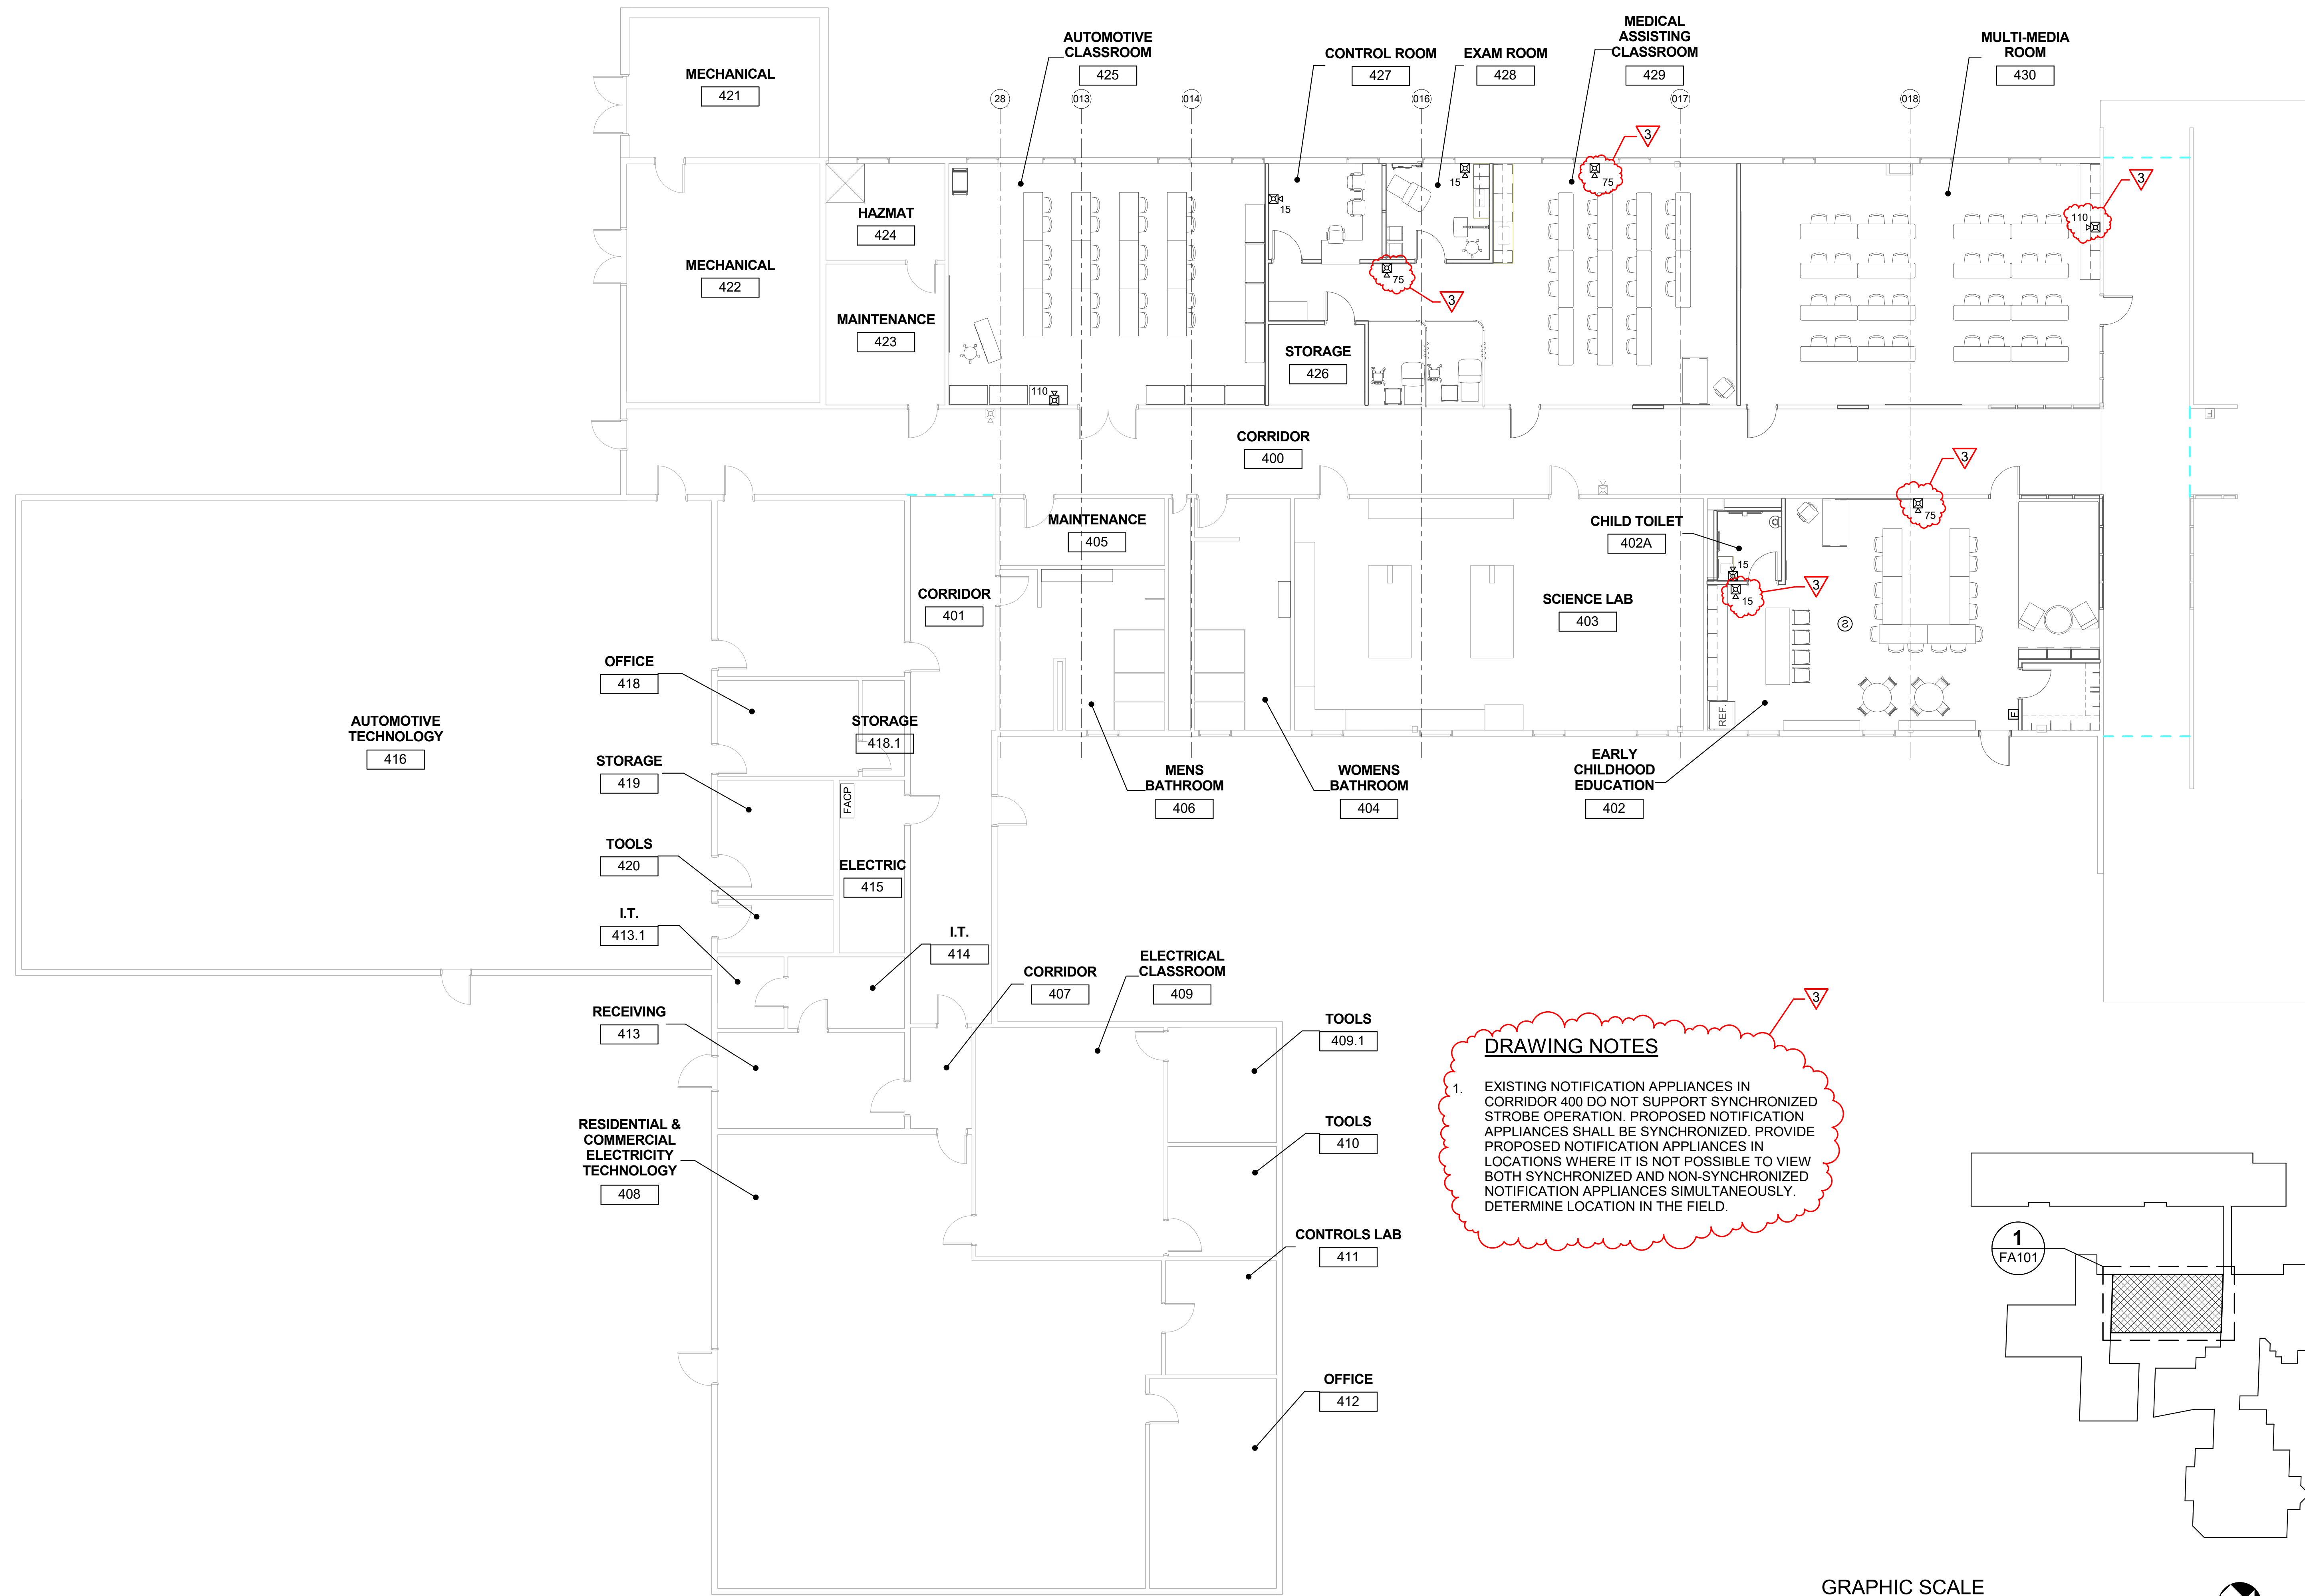 AUTOMOTIVE
CLASSROOM
425
CONTROL ROOM
427
EXAM ROOM
428
MEDICAL
ASSISTING
CLASSROOM
429
MULTI-MEDIA
ROOM
430
MECHANICAL
421
28
013
014
016
017
018
3
75
15
15
3
110
HAZMAT
424
MECHANICAL
422
75
3
MAINTENANCE
423
STORAGE
426
110
F
CORRIDOR
400
3
75
MAINTENANCE
405
CHILD TOILET
402A
15
3
15
CORRIDOR
401
SCIENCE LAB
403
S
OFFICE
418
STORAGE
418.1
REF.
F
AUTOMOTIVE
TECHNOLOGY
416
STORAGE
419
FACP
MENS
BATHROOM
406
WOMENS
BATHROOM
404
EARLY
CHILDHOOD
EDUCATION
402
TOOLS
420
ELECTRIC
415
I.T.
413.1
I.T.
414
CORRIDOR
407
ELECTRICAL
CLASSROOM
409
RECEIVING
413
TOOLS
409.1
3
DRAWING NOTES
1. EXISTING NOTIFICATION APPLIANCES IN
CORRIDOR 400 DO NOT SUPPORT SYNCHRONIZED
STROBE OPERATION. PROPOSED NOTIFICATION
APPLIANCES SHALL BE SYNCHRONIZED. PROVIDE
PROPOSED NOTIFICATION APPLIANCES IN
LOCATIONS WHERE IT IS NOT POSSIBLE TO VIEW
BOTH SYNCHRONIZED AND NON-SYNCHRONIZED
NOTIFICATION APPLIANCES SIMULTANEOUSLY.
DETERMINE LOCATION IN THE FIELD.
RESIDENTIAL &
COMMERCIAL
ELECTRICITY
TECHNOLOGY
408
TOOLS
410
CONTROLS LAB
411
1
FA101
OFFICE
412
GRAPHIC SCALE